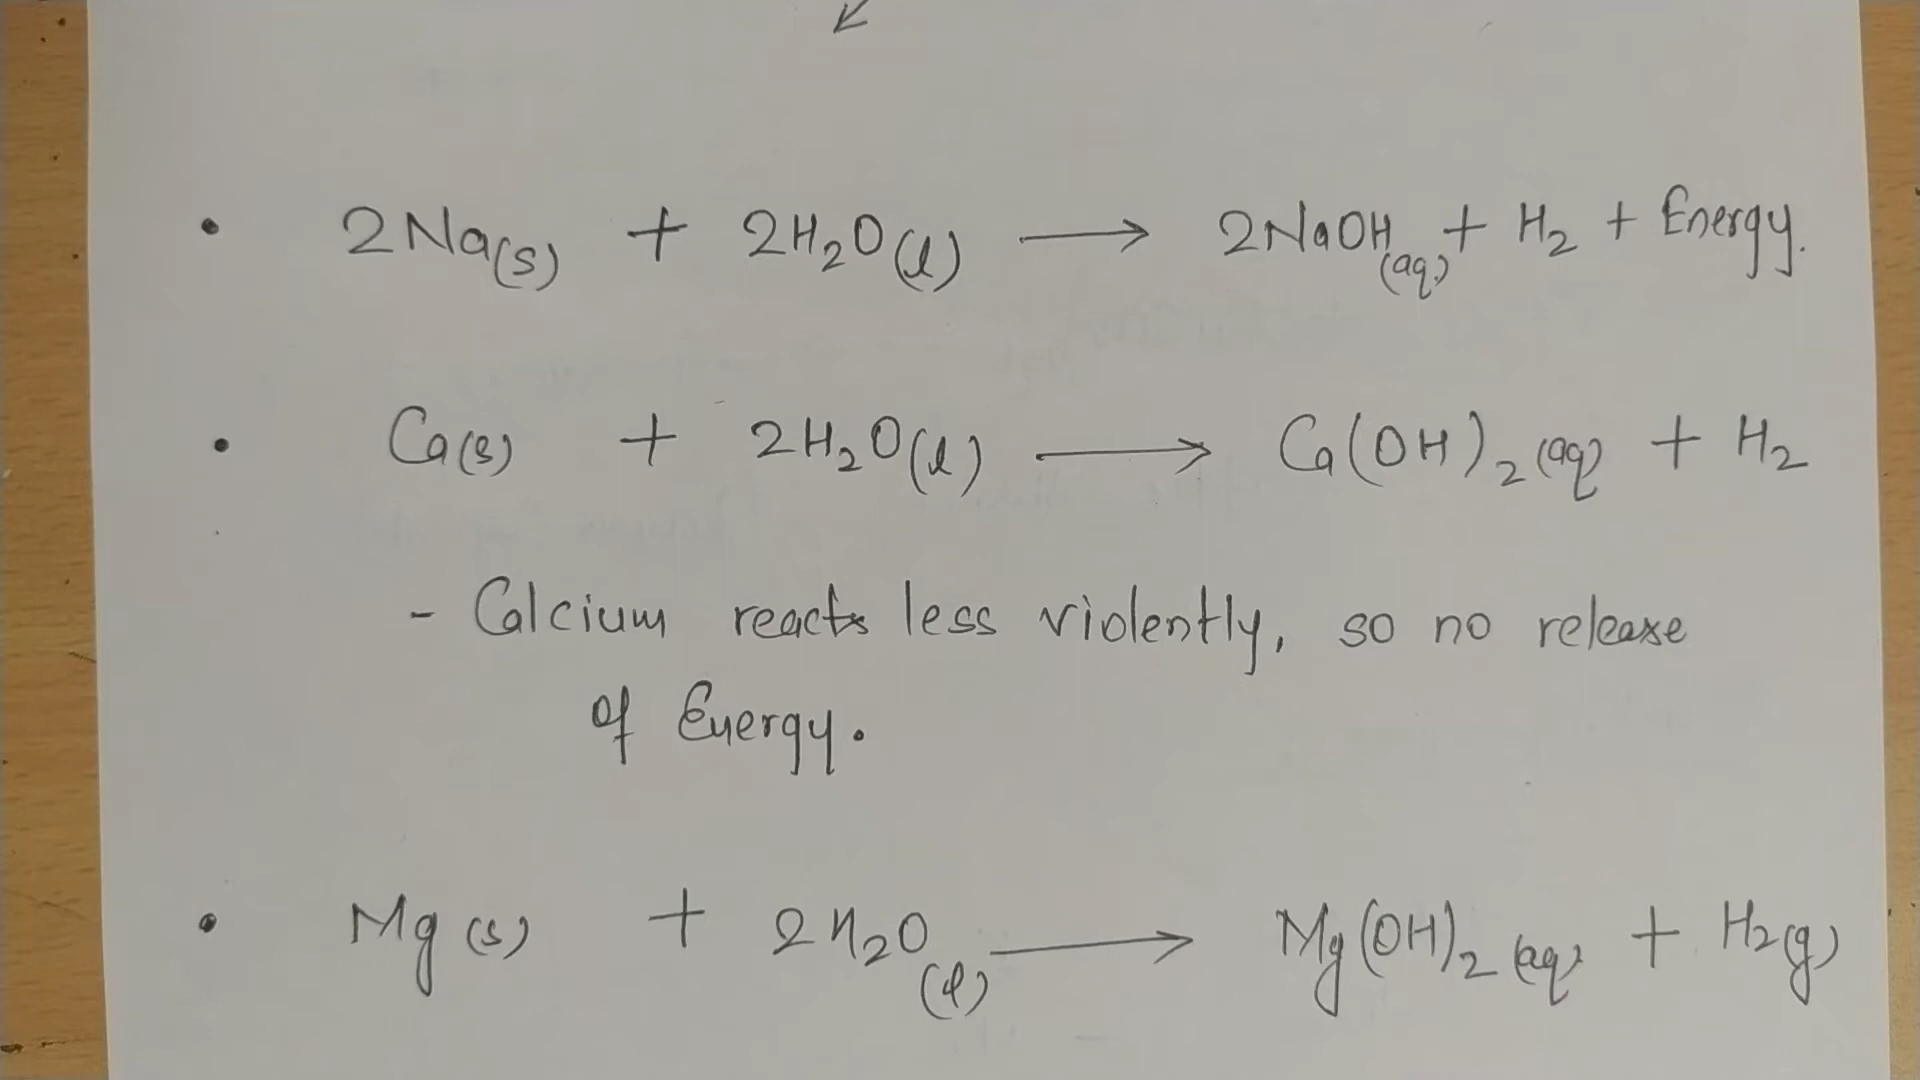 • 2Na(s) + 2H₂O(l) ⟶ 2NaOH(aq) + H₂ + Energy.
• Ca(s) + 2H₂O(l) ⟶ Ca(OH)₂(aq) + H₂
- Calcium reacts less violently, so no release
of Energy.
• Mg(s) + 2H₂O(l) ⟶ Mg(OH)₂(aq) + H₂(g)